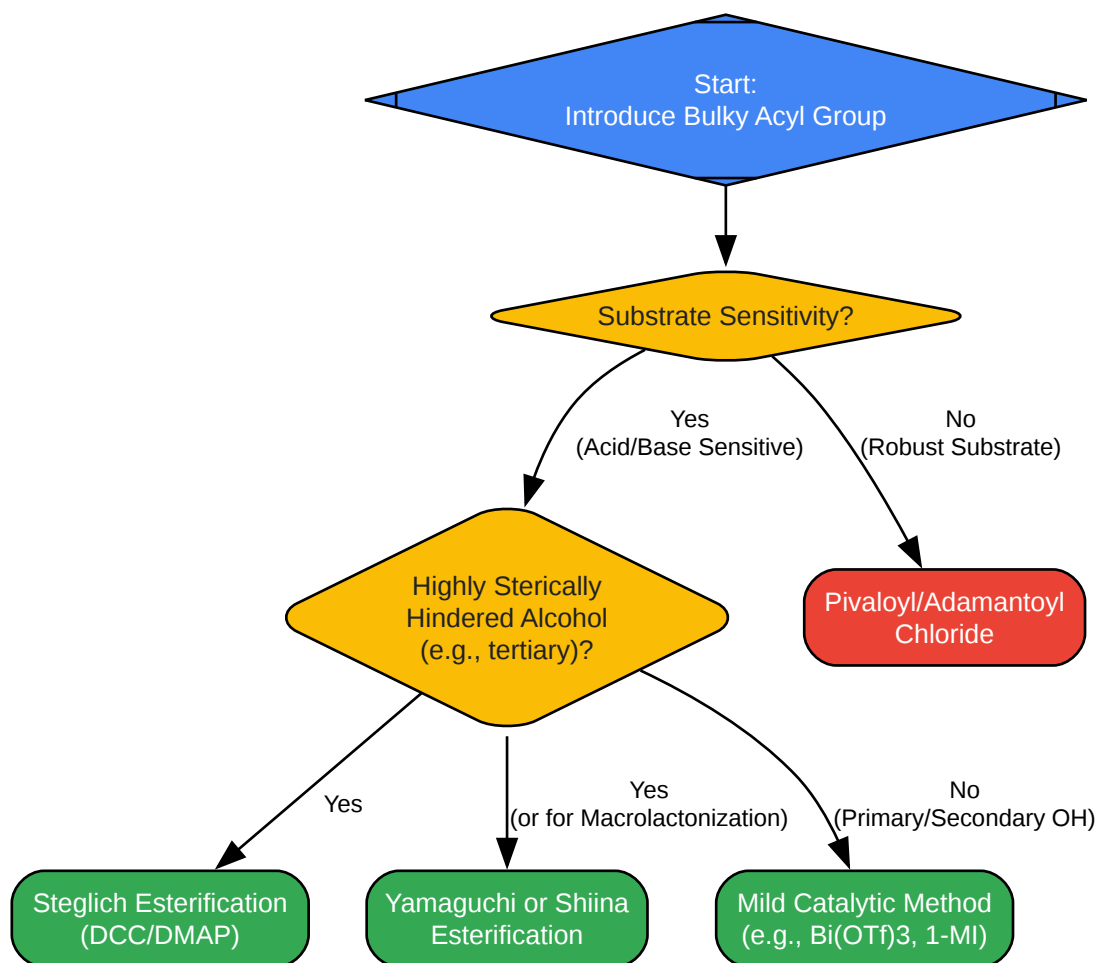 Start:
Introduce Bulky Acyl Group
Substrate Sensitivity?
Yes
(Acid/Base Sensitive)
No
(Robust Substrate)
Highly Sterically
Hindered Alcohol
(e.g., tertiary)?
Pivaloyl/Adamantoyl
Chloride
Yes
Yes
(or for Macrolactonization)
No
(Primary/Secondary OH)
Steglich Esterification
(DCC/DMAP)
Yamaguchi or Shiina
Esterification
Mild Catalytic Method
(e.g., Bi(OTf)3, 1-MI)